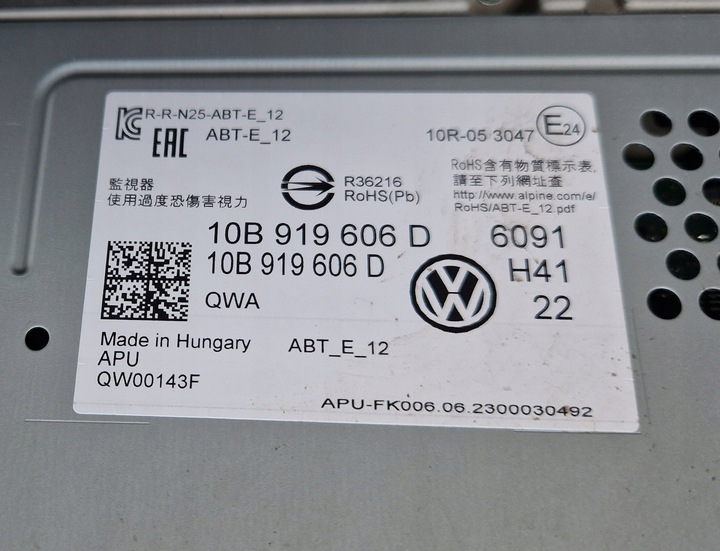 R-R-N25-ABT-E_12
EAC ABT-E_12
10R-05 3047 E24
監視器
使用過度恐傷害視力
R36216
RoHS(Pb)
RoHS含有物質標示表,
請至下列網址查
http://www.alpine.com/e/
RoHS/ABT-E_12.pdf
10B 919 606 D 6091
10B 919 606 D H41
QWA 22
Made in Hungary ABT_E_12
APU
QW00143F
APU-FK006.06.2300030492